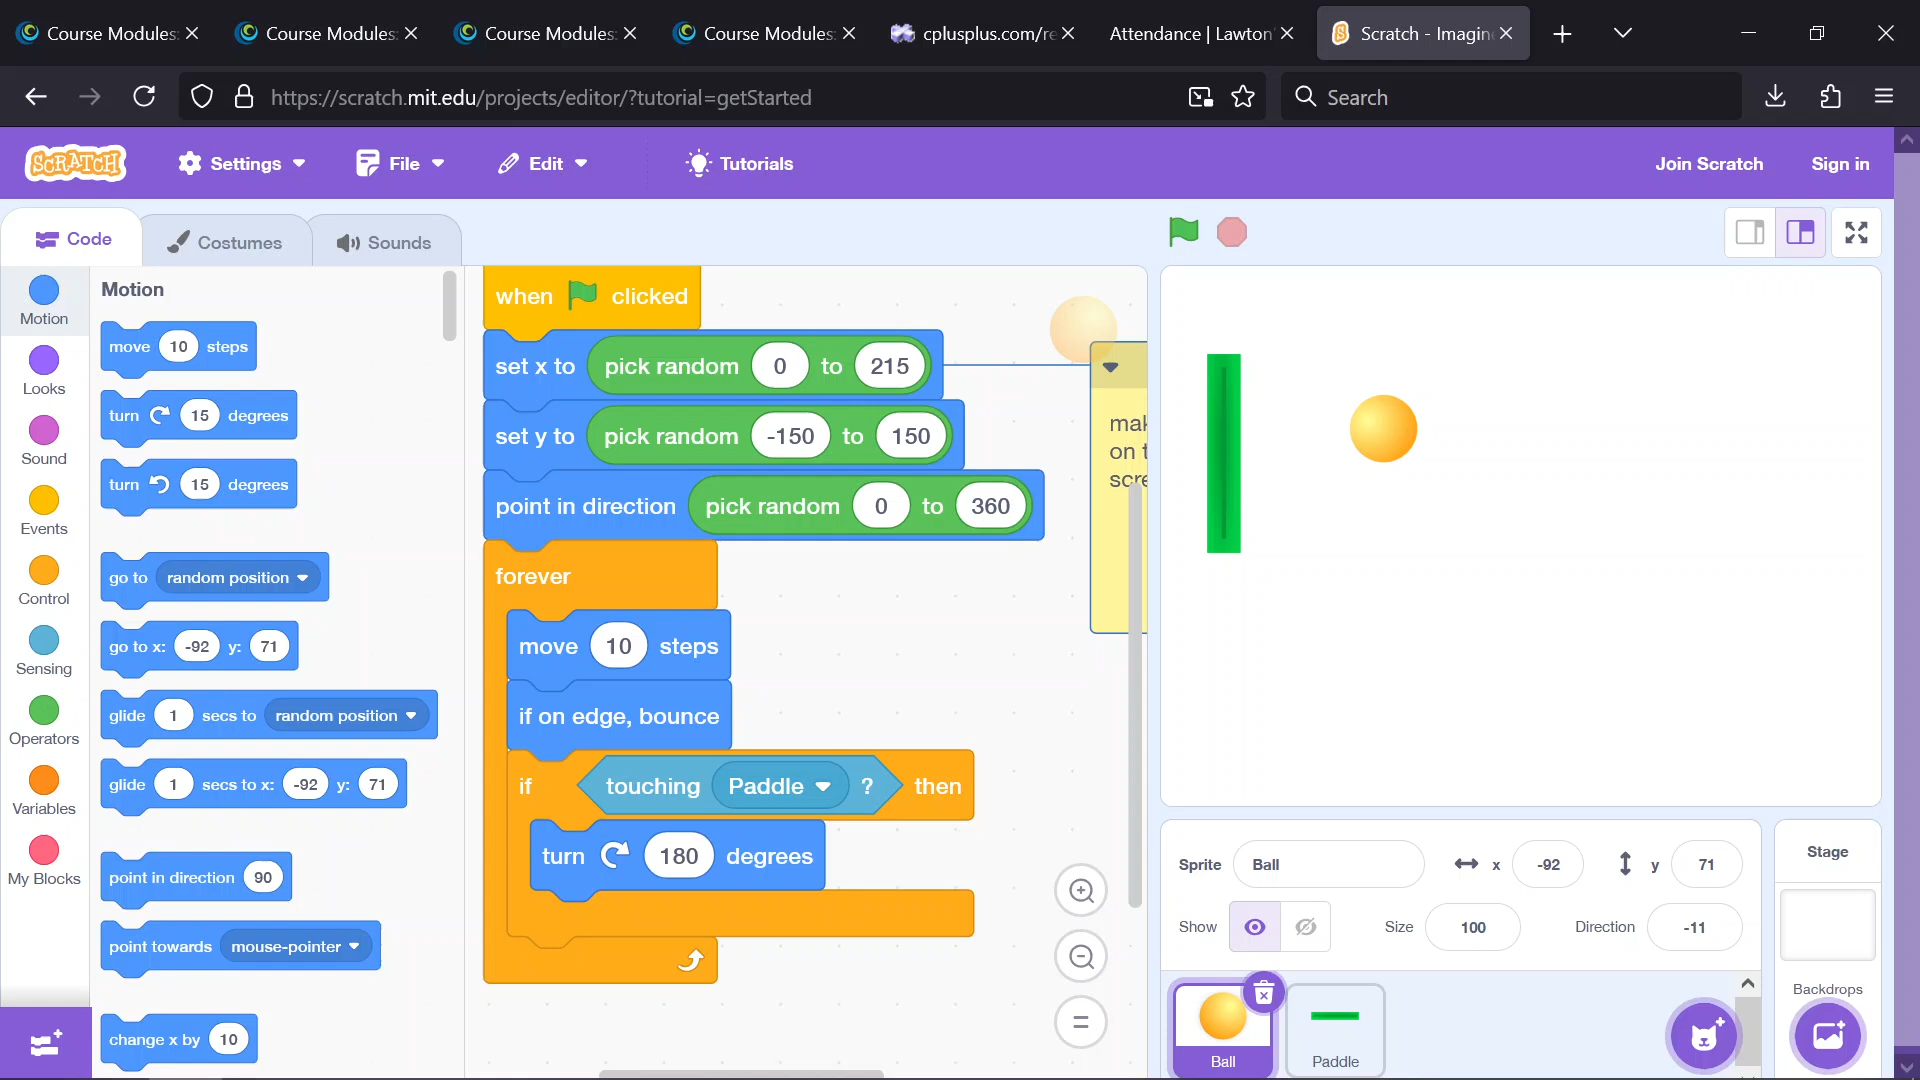 Course Modules:
Course Modules:
Course Modules:
Course Modules:
cplusplus.com/re
Attendance | Lawton
Scratch - Imagin
https://scratch.mit.edu/projects/editor/?tutorial=getStarted
Search
SCRATCH
Settings
File
Edit
Tutorials
Join Scratch
Sign in
Code
Costumes
Sounds
Motion
Looks
Sound
Events
Control
Sensing
Operators
Variables
My Blocks
Motion
move 10 steps
turn 15 degrees
turn 15 degrees
go to random position
go to x: -92 y: 71
glide 1 secs to random position
glide 1 secs to x: -92 y: 71
point in direction 90
point towards mouse-pointer
change x by 10
when clicked
set x to pick random 0 to 215
set y to pick random -150 to 150
point in direction pick random 0 to 360
forever
move 10 steps
if on edge, bounce
if touching Paddle ? then
turn 180 degrees
mak
on t
scre
Sprite Ball x -92 y 71
Show Size 100 Direction -11
Ball
Paddle
Stage
Backdrops